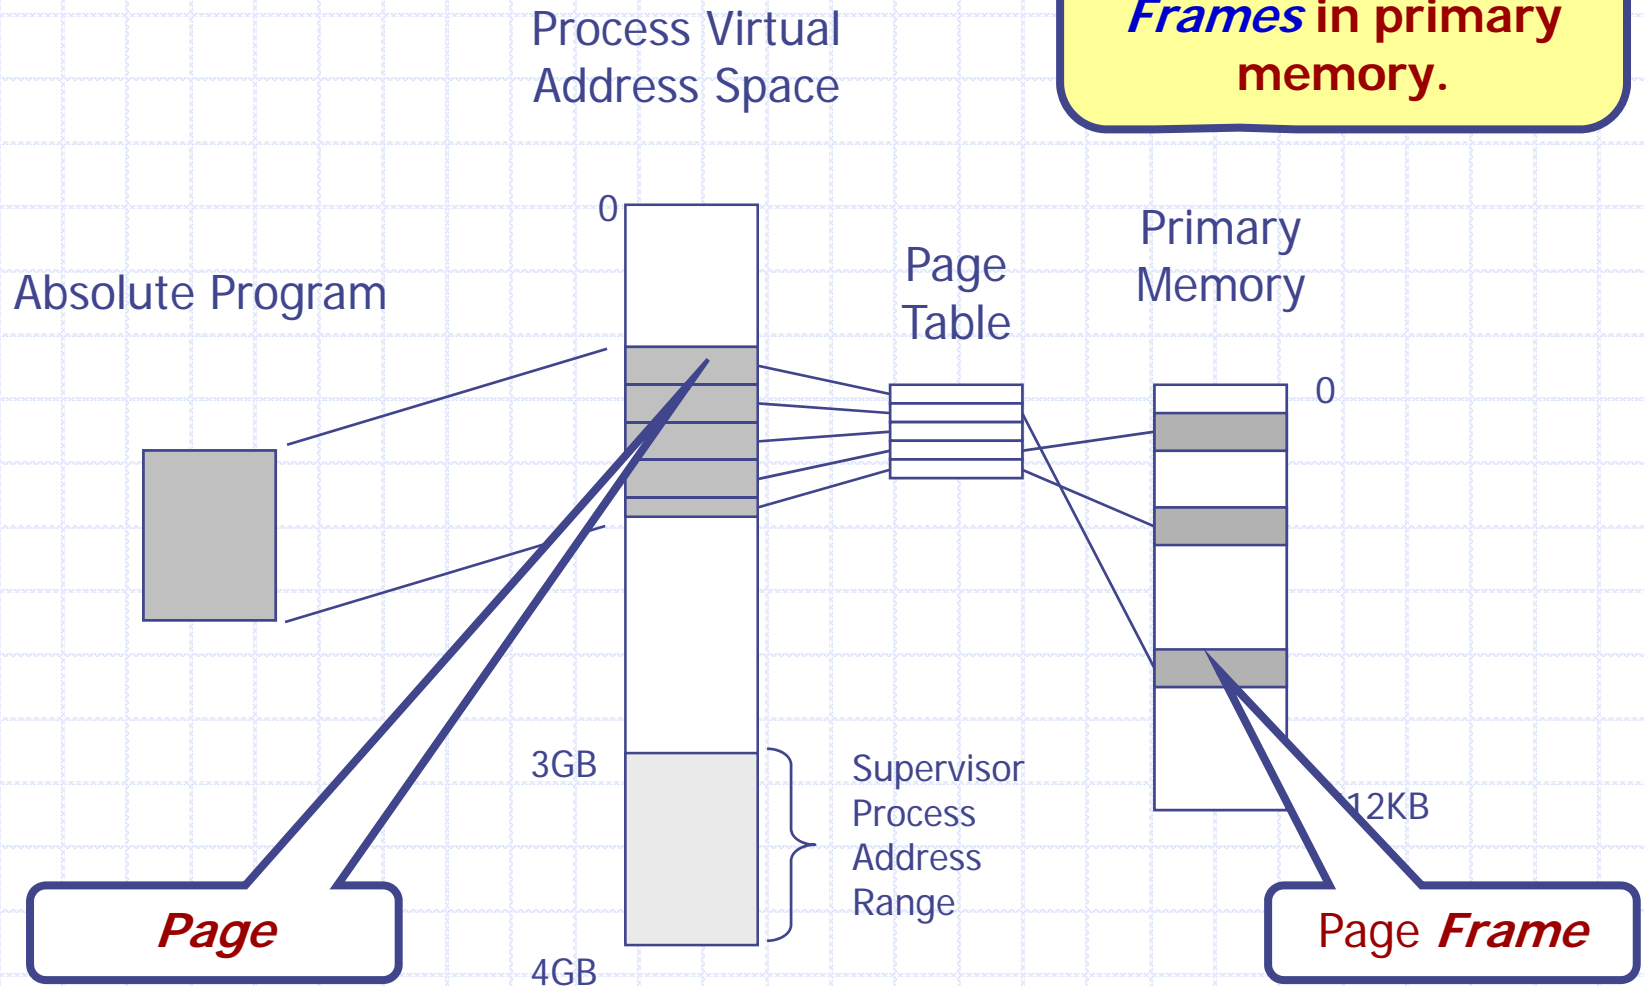 Process Virtual
Address Space
Frames in primary
memory.
0
Absolute Program
Page
Table
Primary
Memory
0
3GB
Supervisor
Process
Address
Range
12KB
4GB
Page
Page Frame